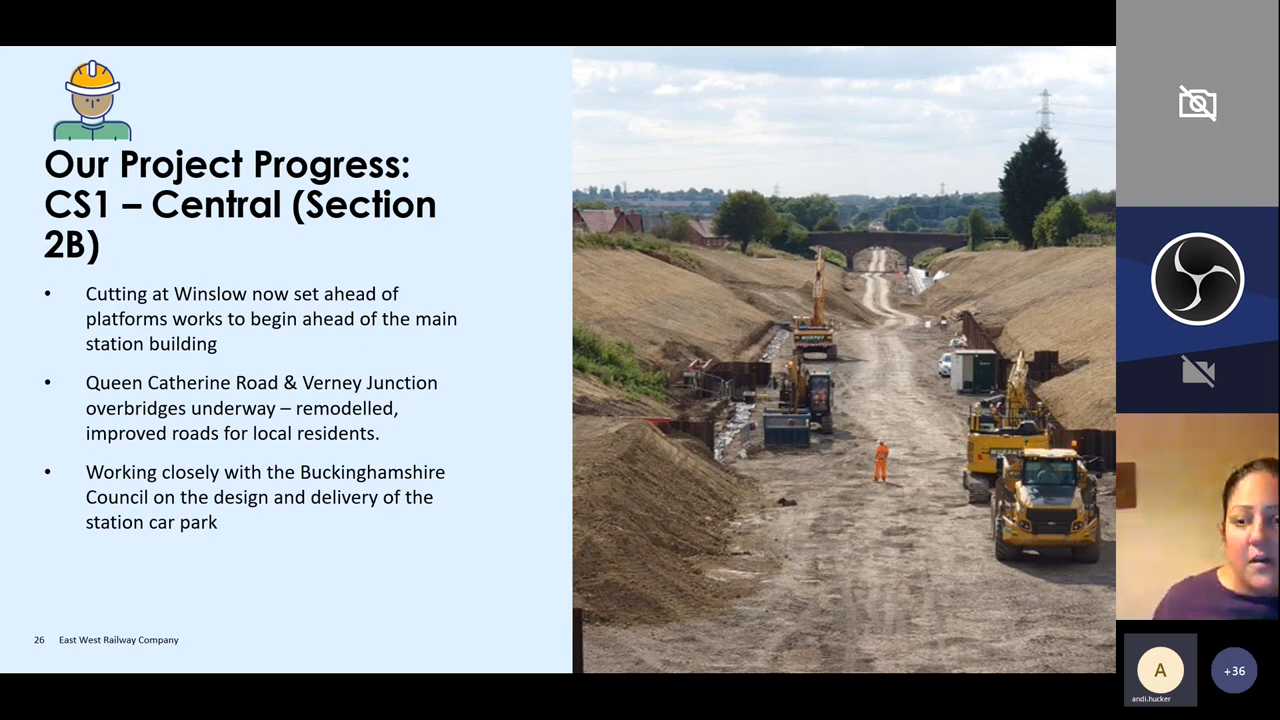 Our Project Progress:
CS1 – Central (Section
2B)
• Cutting at Winslow now set ahead of
platforms works to begin ahead of the main
station building
• Queen Catherine Road & Verney Junction
overbridges underway – remodelled,
improved roads for local residents.
• Working closely with the Buckinghamshire
Council on the design and delivery of the
station car park
26 East West Railway Company
MURPHY
A
andi.hucker
+36